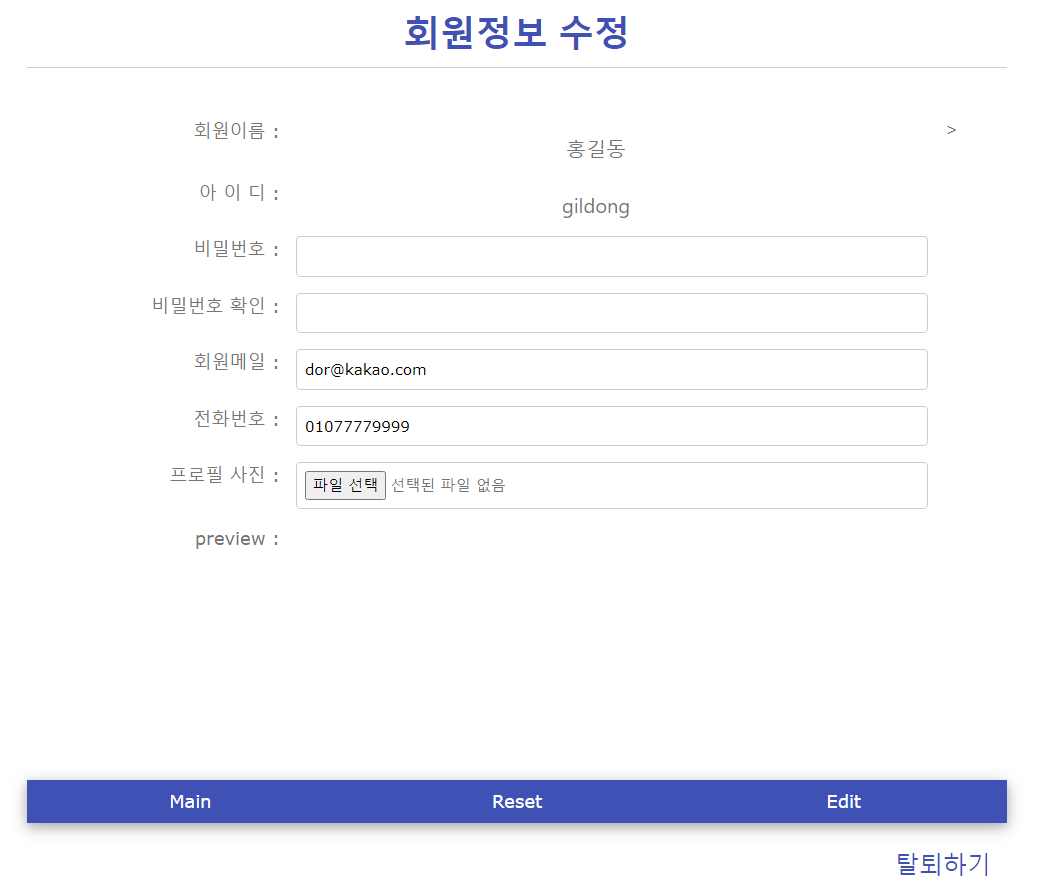 회원정보 수정
회원이름 :
>
홍길동
아 이 디 :
gildong
비밀번호 :
비밀번호 확인 :
회원메일 :
dor@kakao.com
전화번호 :
01077779999
프로필 사진 :
파일 선택 선택된 파일 없음
preview :
Main Reset Edit
탈퇴하기